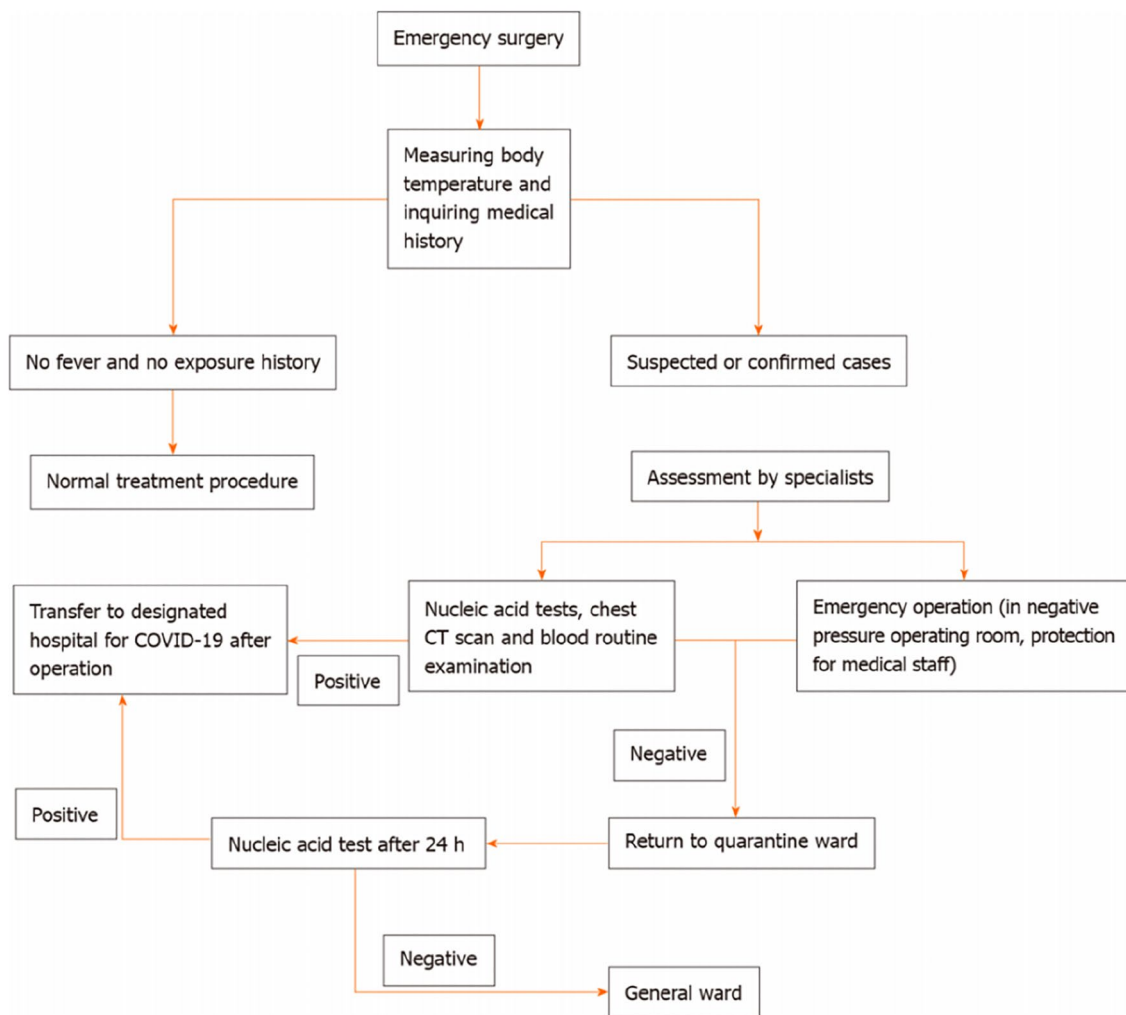 Emergency surgery
Measuring body
temperature and
inquiring medical
history
No fever and no exposure history
Suspected or confirmed cases
Normal treatment procedure
Assessment by specialists
Transfer to designated
hospital for COVID-19 after
operation
Nucleic acid tests, chest
CT scan and blood routine
examination
Emergency operation (in negative
pressure operating room, protection
for medical staff)
Positive
Negative
Positive
Nucleic acid test after 24 h
Return to quarantine ward
Negative
General ward